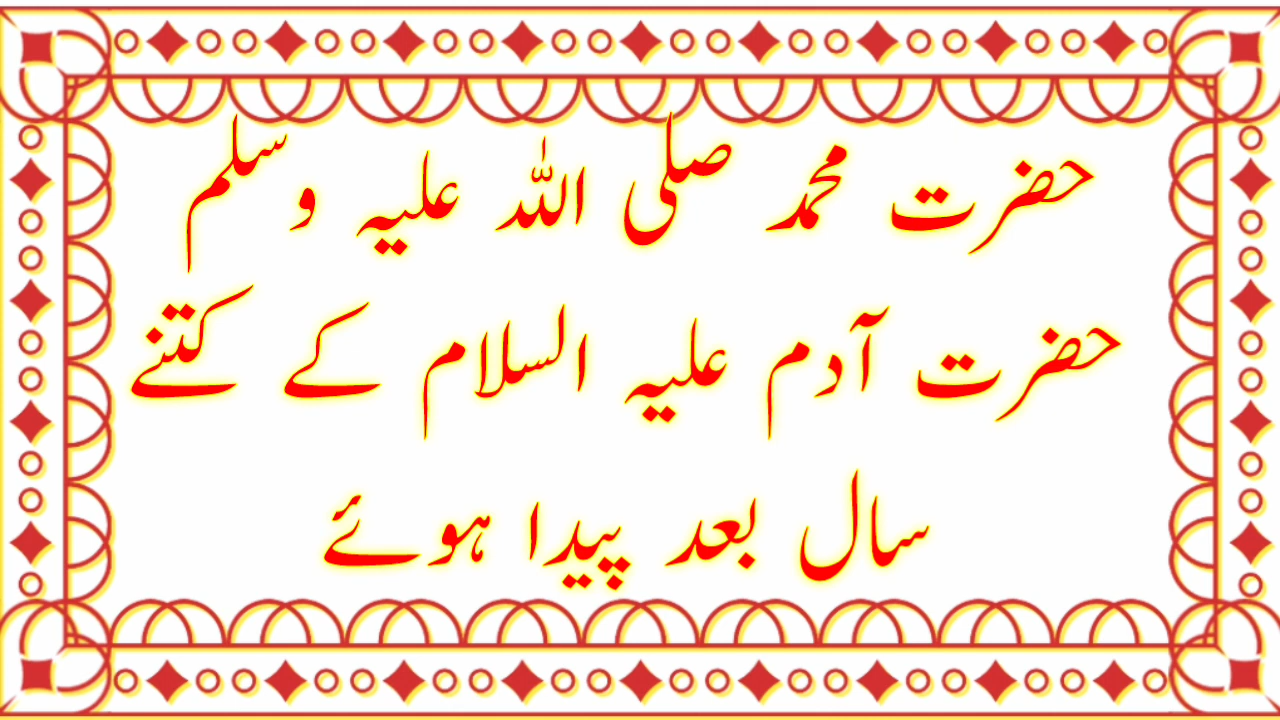 حضرت محمد صلی اللہ علیہ وسلم
حضرت آدم علیہ السلام کے کتنے
سال بعد پیدا ہوئے